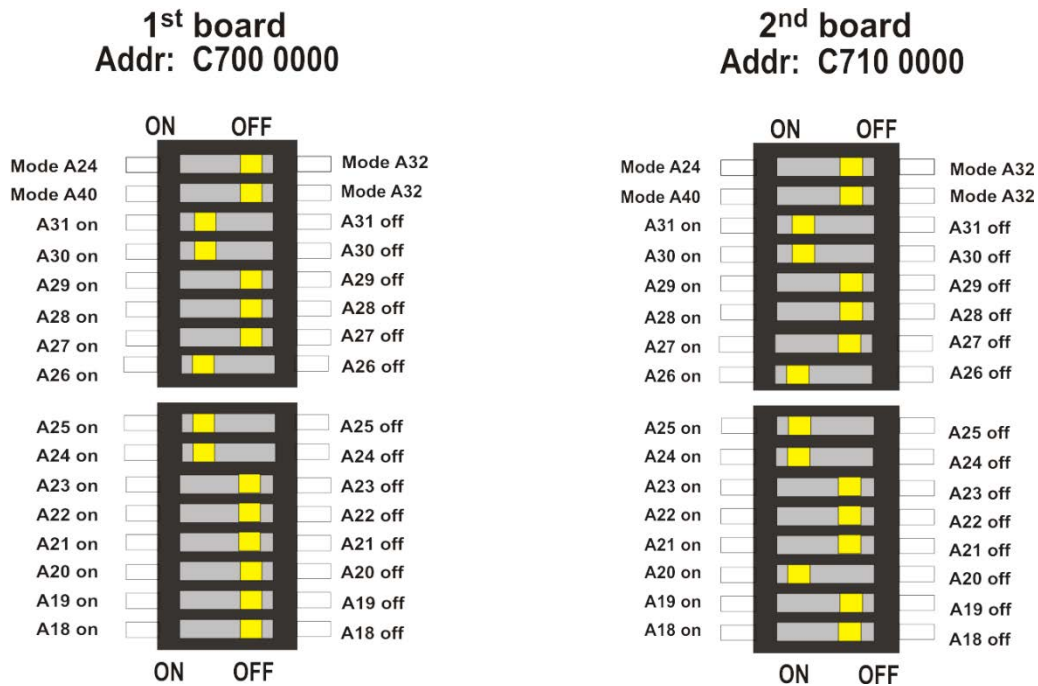 1st board
Addr: C700 0000
ON OFF
Mode A24 Mode A32
Mode A40 Mode A32
A31 on A31 off
A30 on A30 off
A29 on A29 off
A28 on A28 off
A27 on A27 off
A26 on A26 off
A25 on A25 off
A24 on A24 off
A23 on A23 off
A22 on A22 off
A21 on A21 off
A20 on A20 off
A19 on A19 off
A18 on A18 off
ON OFF
2nd board
Addr: C710 0000
ON OFF
Mode A24 Mode A32
Mode A40 Mode A32
A31 on A31 off
A30 on A30 off
A29 on A29 off
A28 on A28 off
A27 on A27 off
A26 on A26 off
A25 on A25 off
A24 on A24 off
A23 on A23 off
A22 on A22 off
A21 on A21 off
A20 on A20 off
A19 on A19 off
A18 on A18 off
ON OFF